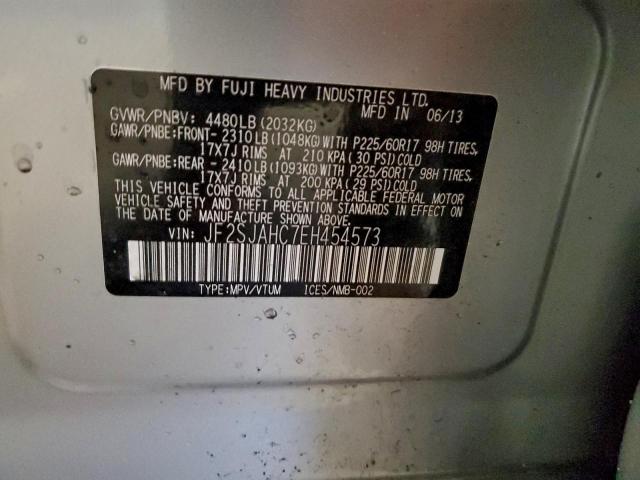 MFD BY FUJI HEAVY INDUSTRIES LTD.
MFD IN 06/13
GVWR/PNBV: 4480LB(2032KG)
GAWR/PNBE:FRONT- 2310LB(1048KG)WITH P225/60R17 98H TIRES,
17X7J RIMS AT 210 KPA(30 PSI)COLD
GAWR/PNBE:REAR - 2410LB(1093KG)WITH P225/60R17 98H TIRES,
17X7J RIMS AT 200 KPA(29 PSI)COLD
THIS VEHICLE CONFORMS TO ALL APPLICABLE FEDERAL MOTOR
VEHICLE SAFETY AND THEFT PREVENTION STANDARDS IN EFFECT ON
THE DATE OF MANUFACTURE SHOWN ABOVE.
VIN: JF2SJAHC7EH454573
TYPE:MPV/VTUM ICES/NMB-002